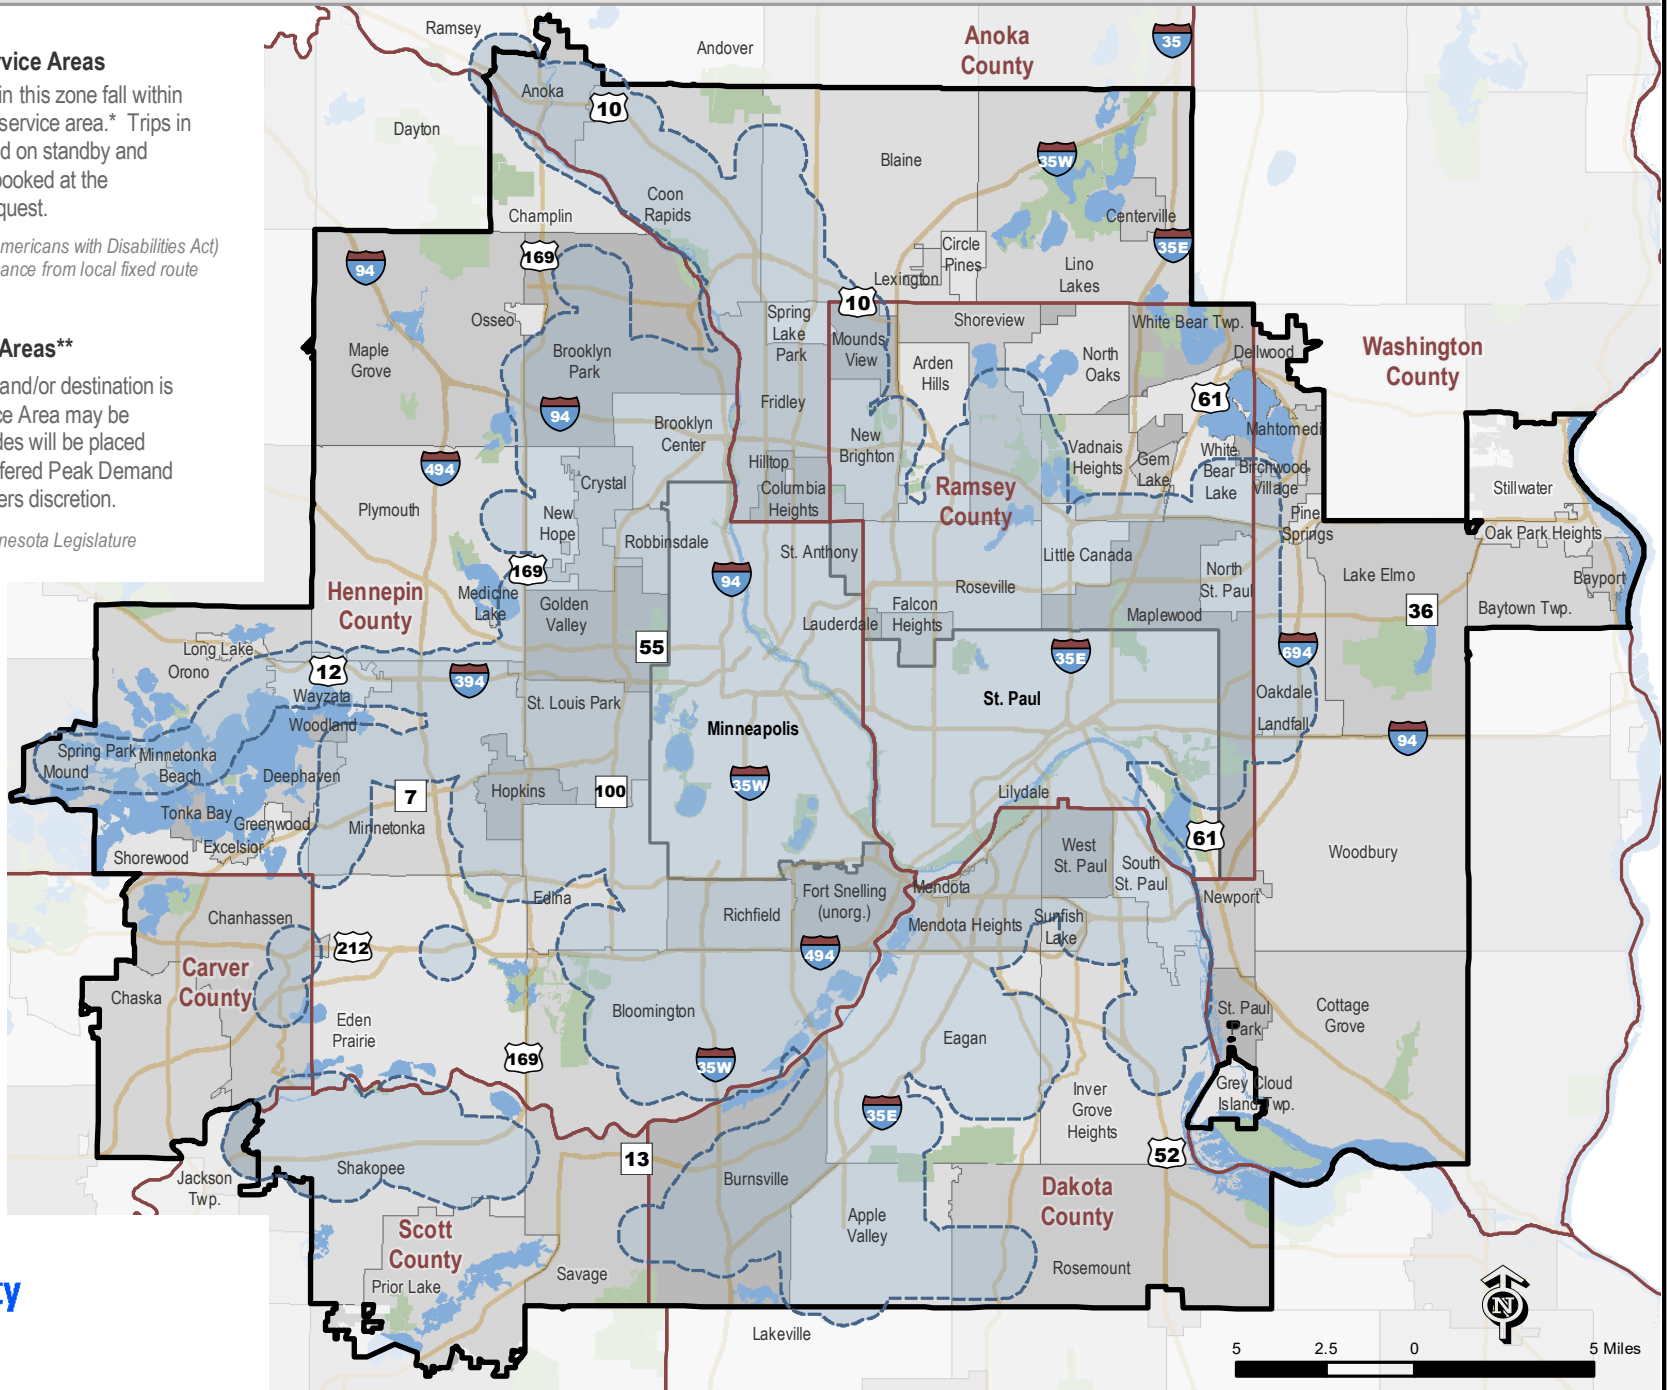 Service Areas
in this zone fall within
service area.* Trips in
on standby and
booked at the
request.
Americans with Disabilities Act)
from local fixed route
Areas**
and/or destination is
Area may be
will be placed
offered Peak Demand
discretion.
Minnesota Legislature
Ramsey
Andover
Anoka
County
35
Anoka
10
Dayton
Blaine
35W
Coon
Rapids
Champlin
Centerville
169
94
35E
Circle
Pines
Lexington
Lino
Lakes
10
Osseo
Spring
Lake
Park
Mounds
View
Shoreview
White Bear Twp.
Dellwood
Washington
County
Maple
Grove
Brooklyn
Park
Arden
Hills
North
Oaks
61
94
Fridley
Brooklyn
Center
New
Brighton
Vadnais
Heights
Gem
Lake
White
Bear
Lake
Mahtomedi
Birchwood
Village
494
Hilltop
Columbia
Heights
Crystal
Ramsey
County
Stillwater
Plymouth
New
Hope
Robbinsdale
St. Anthony
Little Canada
Pine
Springs
Oak Park Heights
169
94
Roseville
North
St. Paul
Lake Elmo
Bayport
Hennepin
County
Medicine
Lake
Golden
Valley
Lauderdale
Falcon
Heights
Maplewood
36
Baytown Twp.
Long Lake
Orono
12
394
55
35E
694
Wayzata
Woodland
St. Louis Park
Minneapolis
St. Paul
Oakdale
Landfall
94
Spring Park
Mound
Minnetonka
Beach
Deephaven
7
Hopkins
100
35W
Lilydale
Tonka Bay
Greenwood
Minnetonka
Shorewood
Excelsior
West
St. Paul
South
St. Paul
61
Woodbury
Chanhassen
Edina
Richfield
Fort Snelling
(unorg.)
Mendota
Mendota Heights
Sunfish
Lake
Newport
212
494
Carver
County
Chaska
Eden
Prairie
Bloomington
Eagan
St. Paul
Park
Cottage
Grove
169
35W
35E
Inver
Grove
Heights
Grey Cloud
Island Twp.
Shakopee
13
52
Jackson
Twp.
Burnsville
Dakota
County
Scott
County
Apple
Valley
Prior Lake
Savage
Rosemount
Lakeville
N
5 2.5 0 5 Miles